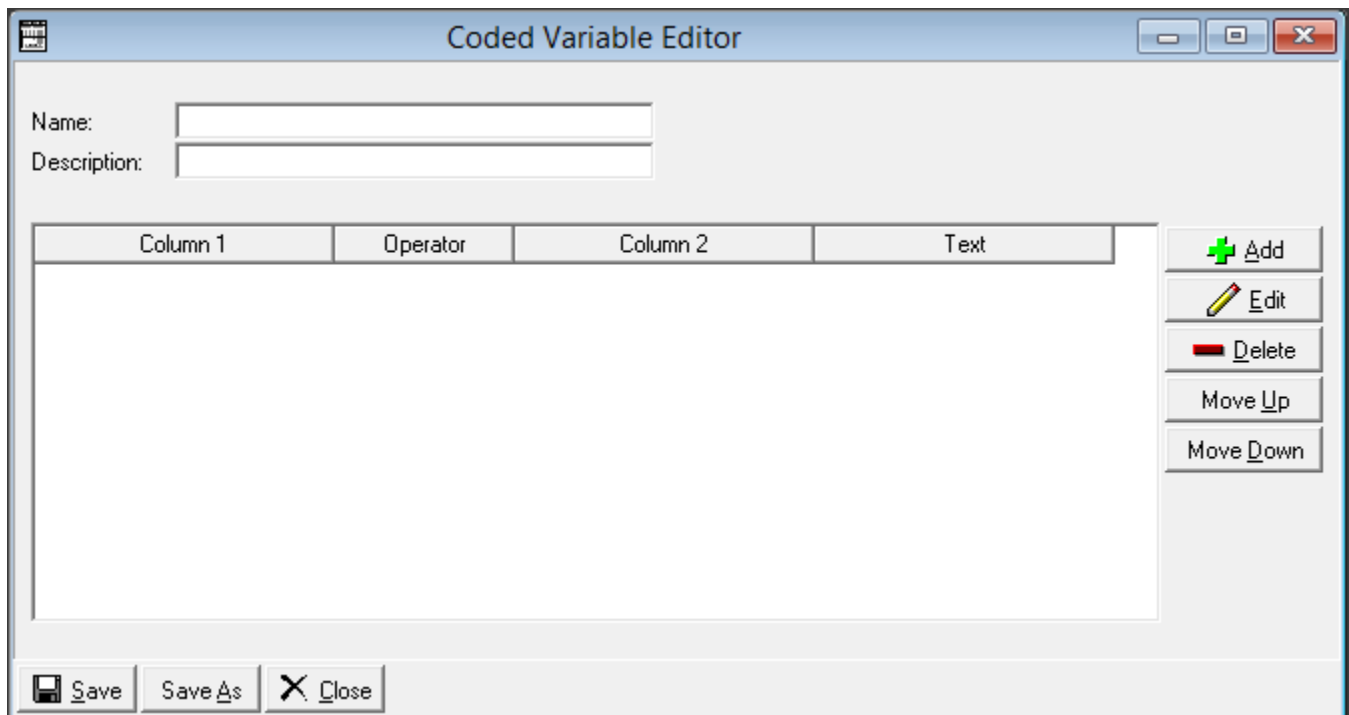 Coded Variable Editor
Name:
Description:
Column 1 Operator Column 2 Text
Add
Edit
Delete
Move Up
Move Down
Save Save As Close